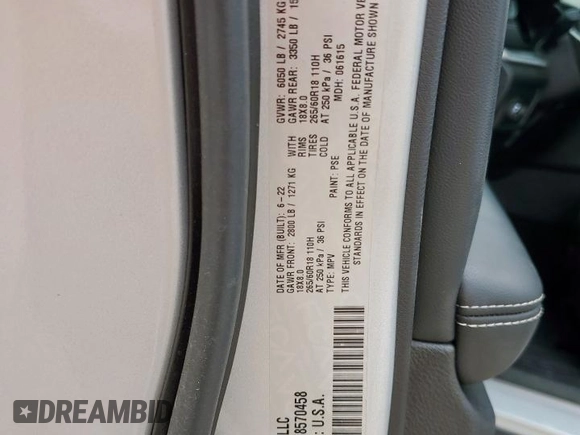 LLC
8570458
: U.S.A.
DATE OF MFR (BUILT): 6-22 GVWR: 6050 LB / 2745 KG
GAWR FRONT: 2800 LB / 1271 KG WITH GAWR REAR: 3350 LB / 15
18X8.0 RIMS 18X8.0
265/60R18 110H TIRES 265/60R18 110H
AT 250 kPa / 36 PSI COLD AT 250 kPa / 36 PSI
TYPE: MPV PAINT: PSE MDH: 061615
THIS VEHICLE CONFORMS TO ALL APPLICABLE U.S.A. FEDERAL MOTOR VE
STANDARDS IN EFFECT ON THE DATE OF MANUFACTURE SHOWN
DREAMBID